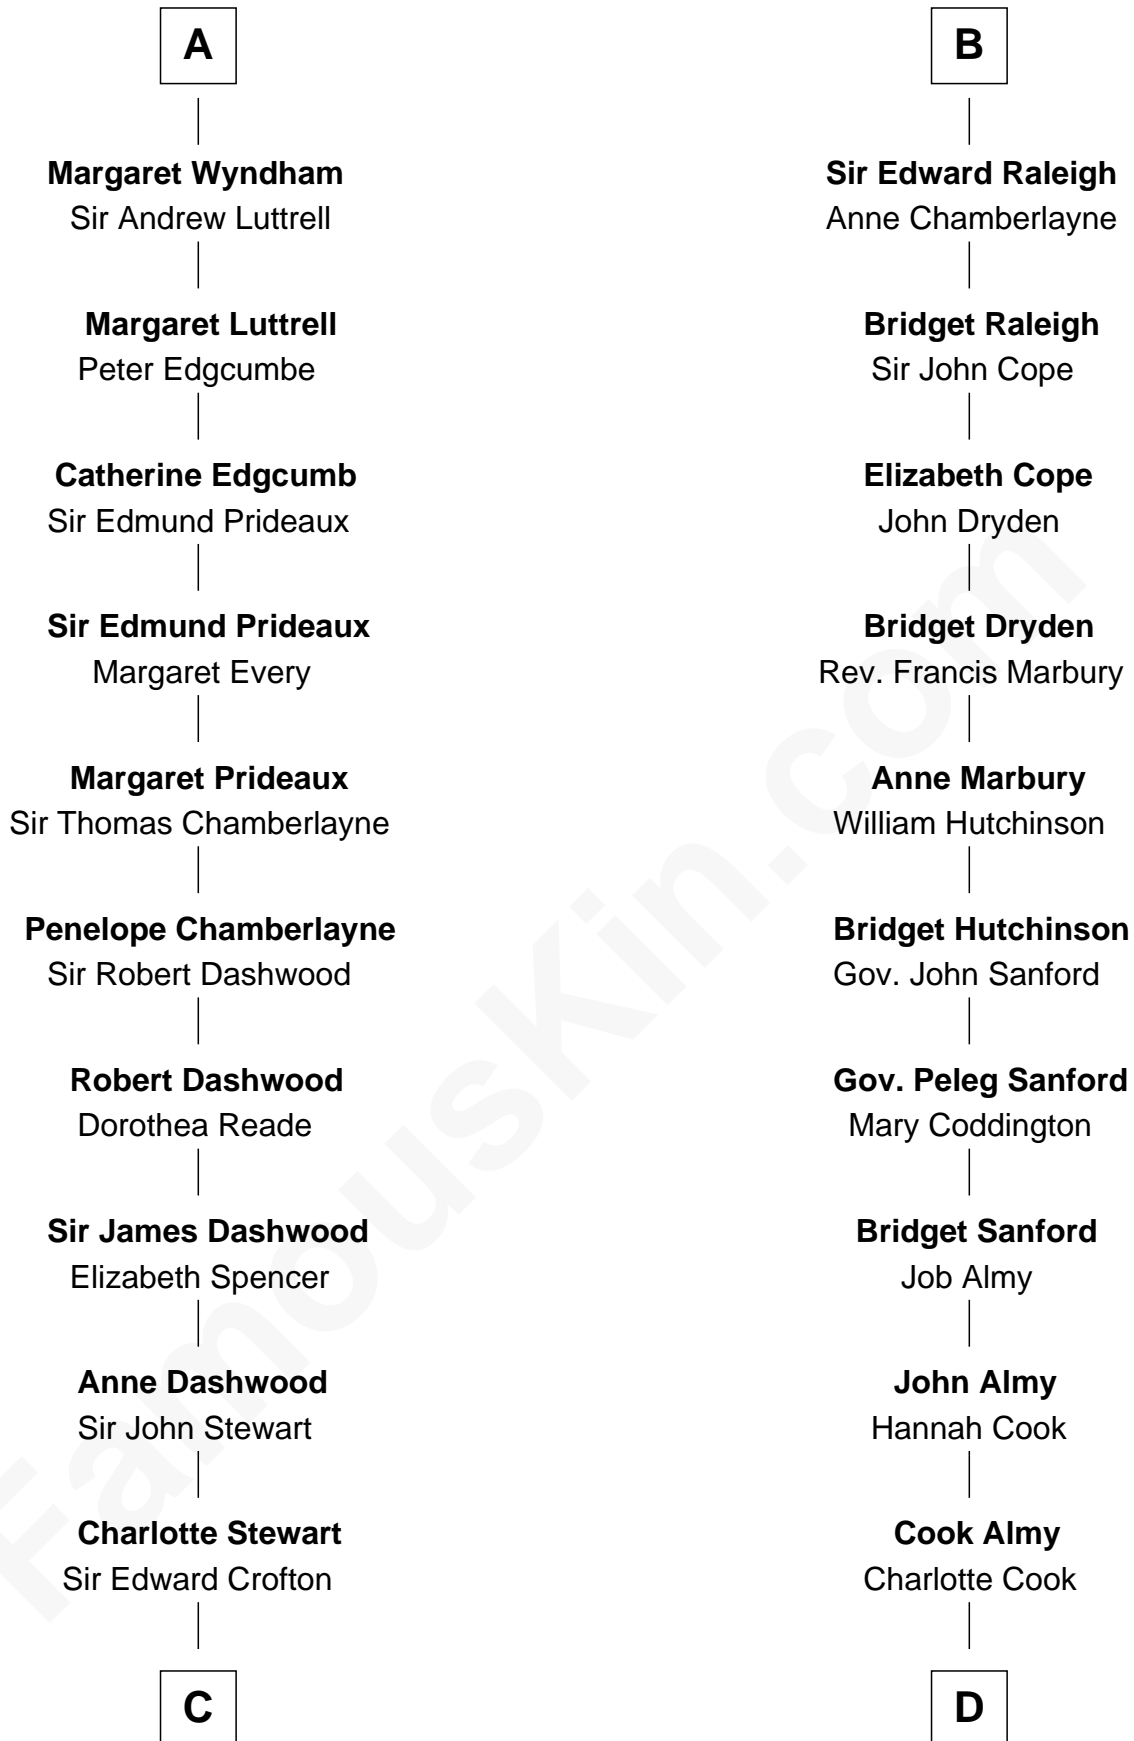 A
Margaret Wyndham
Sir Andrew Luttrell
Margaret Luttrell
Peter Edgcumbe
Catherine Edgcumb
Sir Edmund Prideaux
Sir Edmund Prideaux
Margaret Every
Margaret Prideaux
Sir Thomas Chamberlayne
Penelope Chamberlayne
Sir Robert Dashwood
Robert Dashwood
Dorothea Reade
Sir James Dashwood
Elizabeth Spencer
Anne Dashwood
Sir John Stewart
Charlotte Stewart
Sir Edward Crofton
C
B
Sir Edward Raleigh
Anne Chamberlayne
Bridget Raleigh
Sir John Cope
Elizabeth Cope
John Dryden
Bridget Dryden
Rev. Francis Marbury
Anne Marbury
William Hutchinson
Bridget Hutchinson
Gov. John Sanford
Gov. Peleg Sanford
Mary Coddington
Bridget Sanford
Job Almy
John Almy
Hannah Cook
Cook Almy
Charlotte Cook
D
FamousKin.com